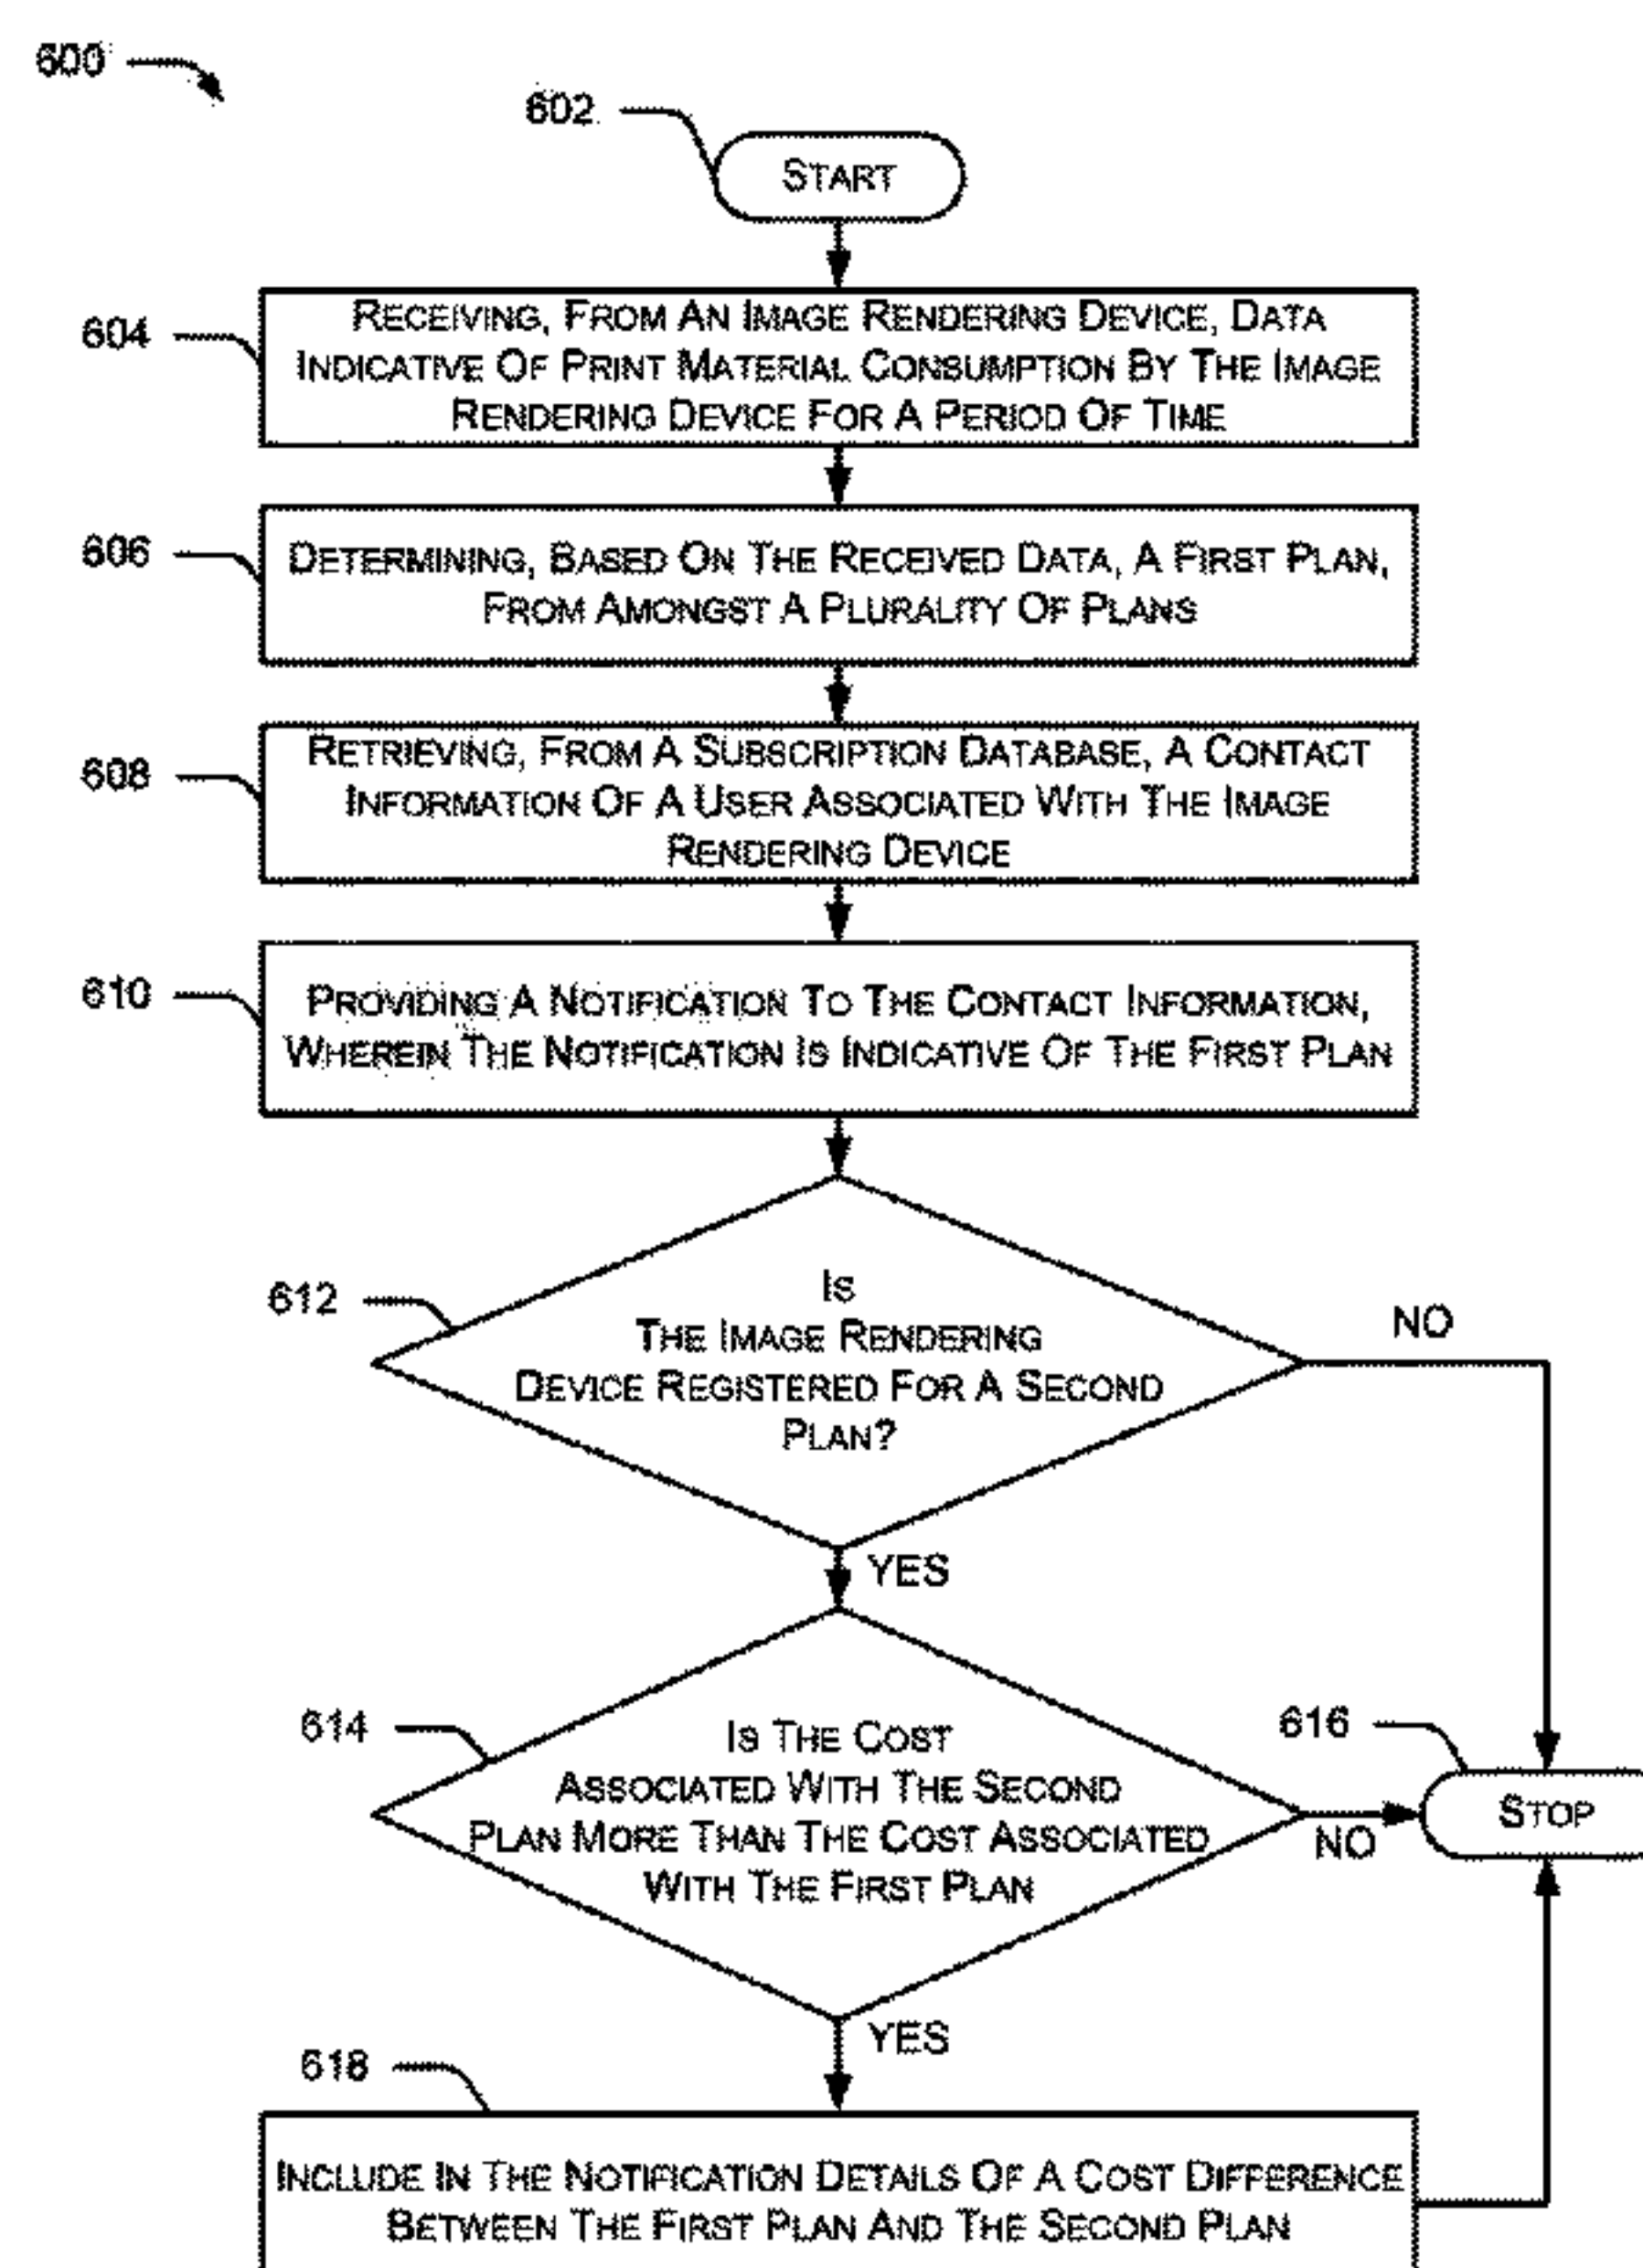 600
602
START
604
RECEIVING, FROM AN IMAGE RENDERING DEVICE, DATA
INDICATIVE OF PRINT MATERIAL CONSUMPTION BY THE IMAGE
RENDERING DEVICE FOR A PERIOD OF TIME
606
DETERMINING, BASED ON THE RECEIVED DATA, A FIRST PLAN,
FROM AMONGST A PLURALITY OF PLANS
608
RETRIEVING, FROM A SUBSCRIPTION DATABASE, A CONTACT
INFORMATION OF A USER ASSOCIATED WITH THE IMAGE
RENDERING DEVICE
610
PROVIDING A NOTIFICATION TO THE CONTACT INFORMATION,
WHEREIN THE NOTIFICATION IS INDICATIVE OF THE FIRST PLAN
612
IS
THE IMAGE RENDERING
DEVICE REGISTERED FOR A SECOND
PLAN?
NO
YES
614
IS THE COST
ASSOCIATED WITH THE SECOND
PLAN MORE THAN THE COST ASSOCIATED
WITH THE FIRST PLAN
NO
616
STOP
YES
618
INCLUDE IN THE NOTIFICATION DETAILS OF A COST DIFFERENCE
BETWEEN THE FIRST PLAN AND THE SECOND PLAN